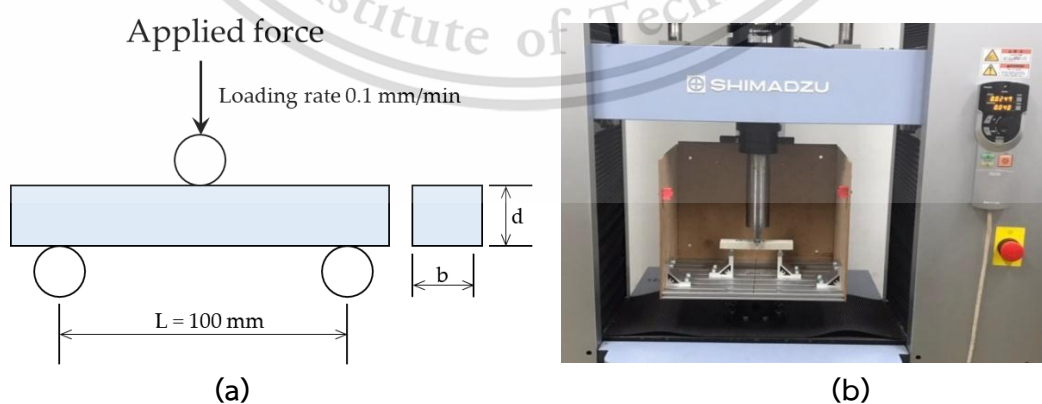 stitute of Tech
Applied force
Loading rate 0.1 mm/min
SHIMADZU
d
b
L = 100 mm
(a)
(b)